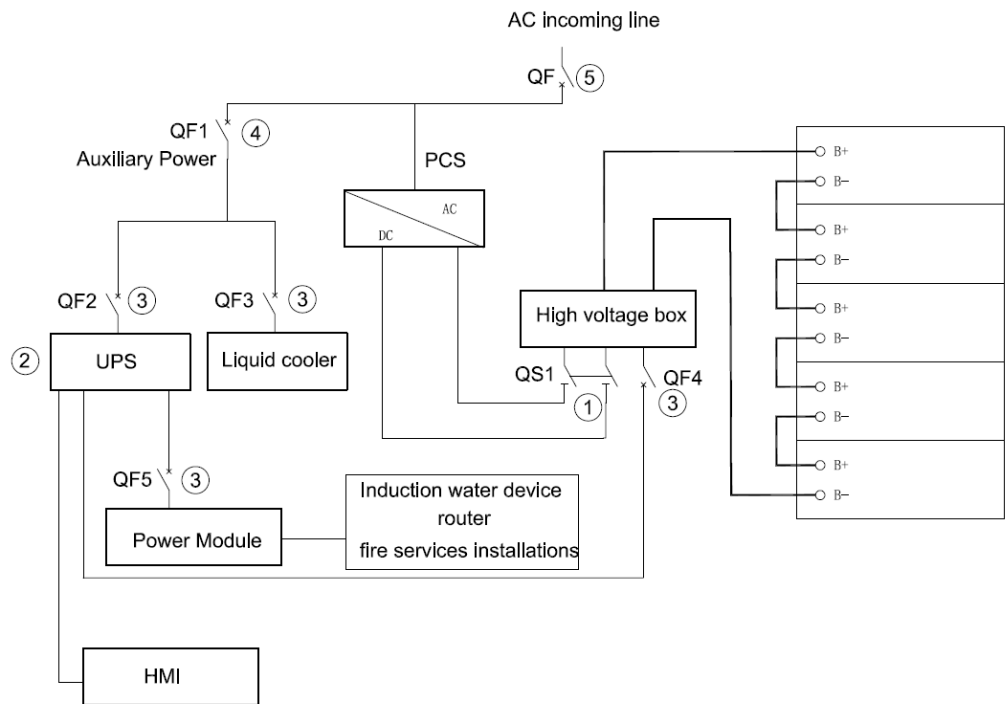 AC incoming line
QF ⑤
QF1 ④
Auxiliary Power
PCS
AC
DC
B+
B−
B+
B−
B+
B−
B+
B−
B+
B−
QF2 ③
QF3 ③
High voltage box
② UPS
Liquid cooler
QS1
①
QF4
③
QF5 ③
Induction water device
router
fire services installations
Power Module
HMI